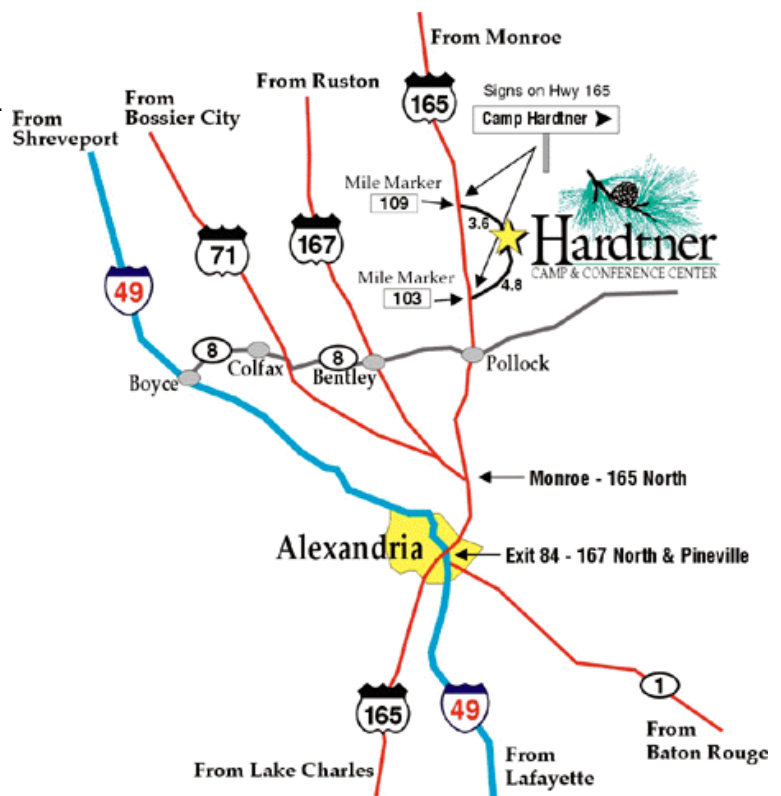 From Monroe
165
Signs on Hwy 165
Camp Hardtner
From Ruston
From
Bossier City
From
Shreveport
Mile Marker
109
3.6
Hardtner
CAMP & CONFERENCE CENTER
71
167
49
Mile Marker
103
4.8
8
Colfax
8
Bentley
Boyce
Pollock
Monroe - 165 North
Alexandria
Exit 84 - 167 North & Pineville
1
165
49
From
Baton Rouge
From Lake Charles
From
Lafayette